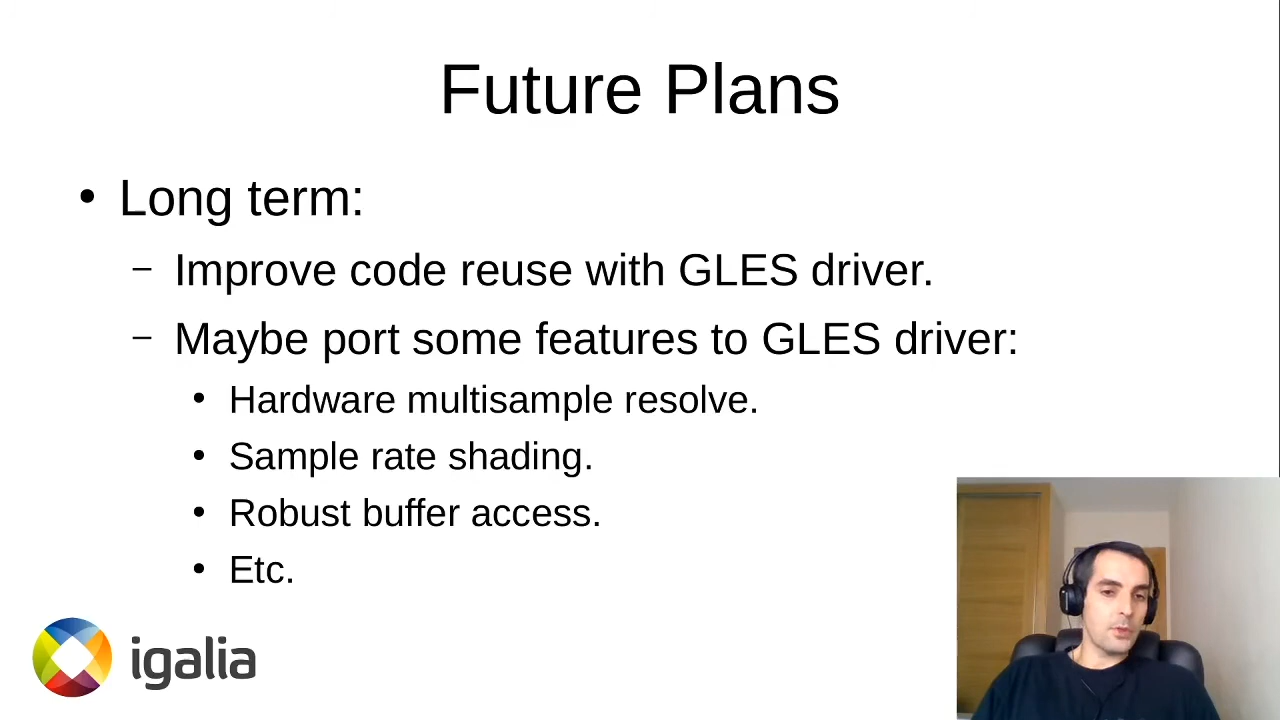 Future Plans
• Long term:
– Improve code reuse with GLES driver.
– Maybe port some features to GLES driver:
• Hardware multisample resolve.
• Sample rate shading.
• Robust buffer access.
• Etc.
igalia